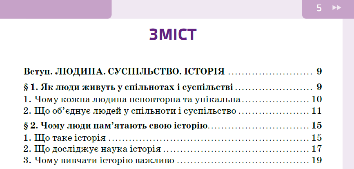 5
ЗМІСТ
Вступ. ЛЮДИНА. СУСПІЛЬСТВО. ІСТОРІЯ 9
§ 1. Як люди живуть у спільнотах і суспільстві 9
1. Чому кожна людина неповторна та унікальна 10
2. Що об’єднує людей у спільноти і суспільство 11
§ 2. Чому люди пам’ятають свою історію 15
1. Що таке історія 15
2. Що досліджує наука історія 17
3. Чому вивчати історію важливо 19